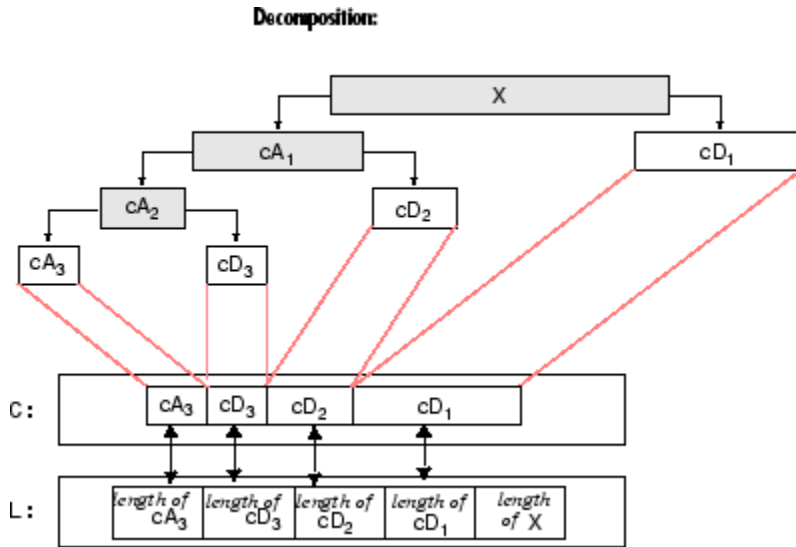 Decomposition:
X
cA₁ cD₁
cA₂ cD₂
cA₃ cD₃
C: cA₃ cD₃ cD₂ cD₁
L: length of cA₃ length of cD₃ length of cD₂ length of cD₁ length of X